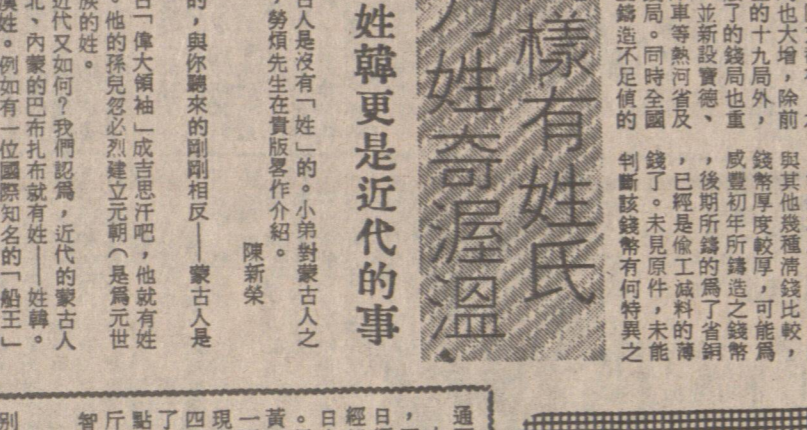 也大增，除前
的十九局外，
了的錢局也重
並新設寶德、
車等熱河省及
局。同時全國
鑄造不足值的
與其他幾種清錢比較，
錢幣厚度較厚，可能爲
咸豐初年所鑄造之錢幣
，後期所鑄的爲了省銅
，已經是偷工减料的薄
錢了。未見原件，未能
判斷該錢幣有何特異之
樣有姓氏
姓奇渥溫
姓韓更是近代的事
古人是沒有「姓」的。小弟對蒙古人之
，勞煩先生在貴版畧作介紹。
陳新榮
的，與你聽來的剛剛相反——蒙古人是
古「偉大領袖」成吉思汗吧，他就有姓
。他的孫兒忽必烈建立元朝（是爲元世
族的姓。
近代又如何？我們認爲，近代的蒙古人
北、內蒙的巴布扎布就有姓——姓韓。
漢姓。例如有一位國際知名的「船王」
通
，
日
經
日
。
黃
一
現
四
了
點
斤
智
別